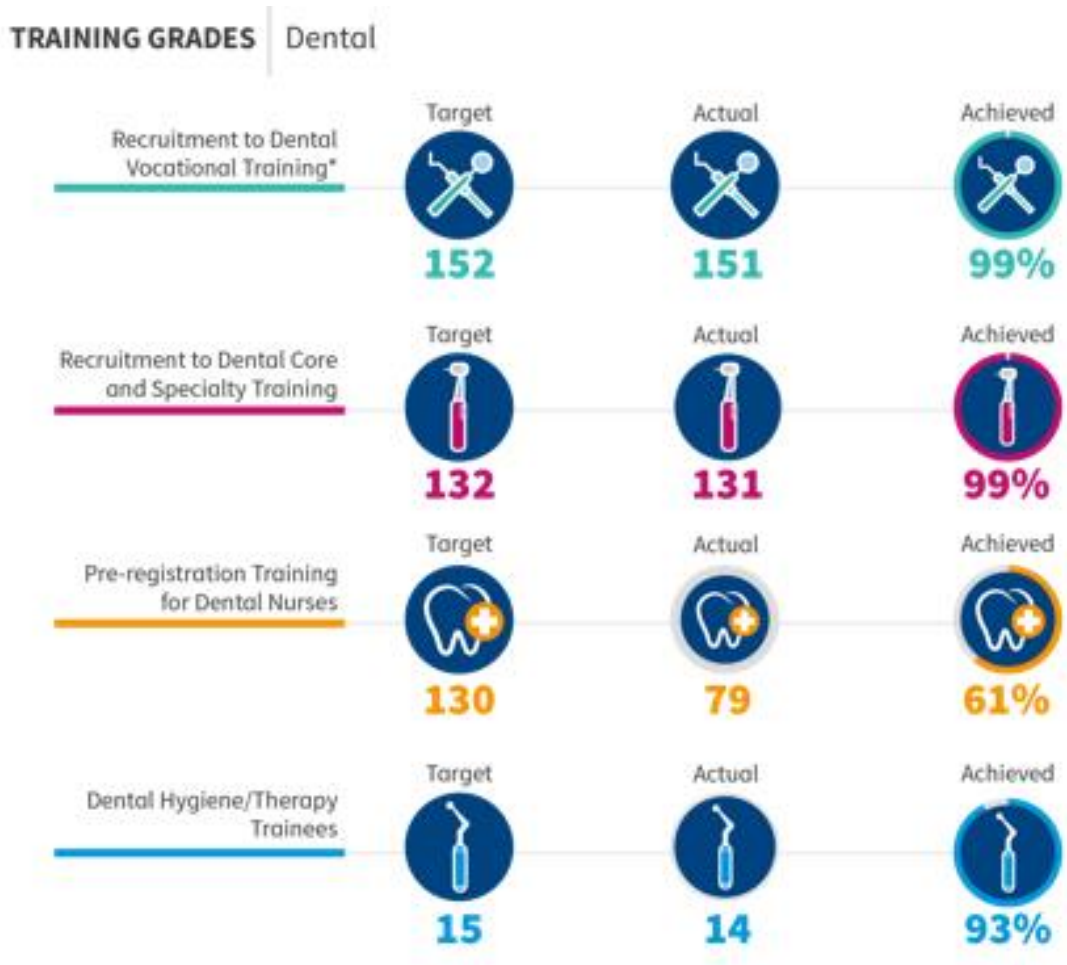 TRAINING GRADES Dental
Target Actual Achieved
Recruitment to Dental
Vocational Training*
152 151 99%
Target Actual Achieved
Recruitment to Dental Core
and Specialty Training
132 131 99%
Target Actual Achieved
Pre-registration Training
for Dental Nurses
130 79 61%
Target Actual Achieved
Dental Hygiene/Therapy
Trainees
15 14 93%